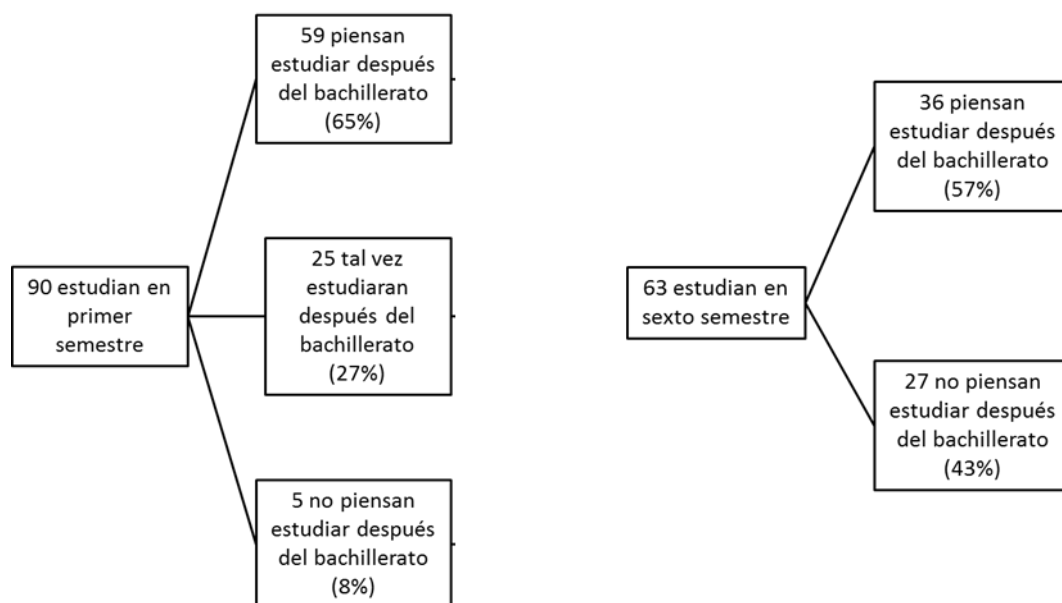 90 estudian en
primer
semestre
59 piensan
estudiar después
del bachillerato
(65%)
25 tal vez
estudiaran
después del
bachillerato
(27%)
5 no piensan
estudiar después
del bachillerato
(8%)
63 estudian en
sexto semestre
36 piensan
estudiar después
del bachillerato
(57%)
27 no piensan
estudiar después
del bachillerato
(43%)